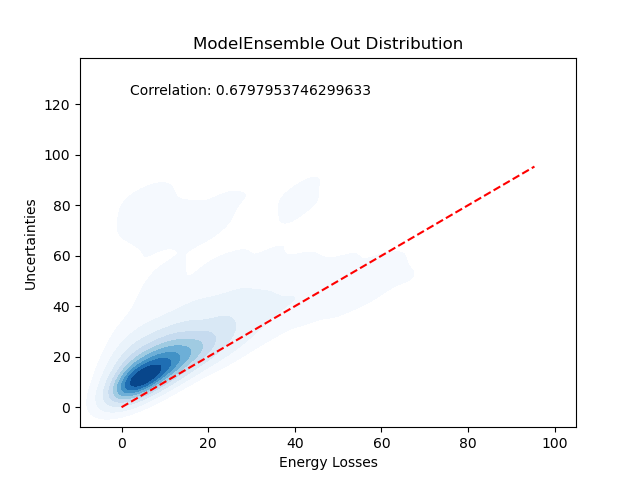 ModelEnsemble Out Distribution
Correlation: 0.6797953746299633
120
100
80
60
40
20
0
Uncertainties
0 20 40 60 80 100
Energy Losses